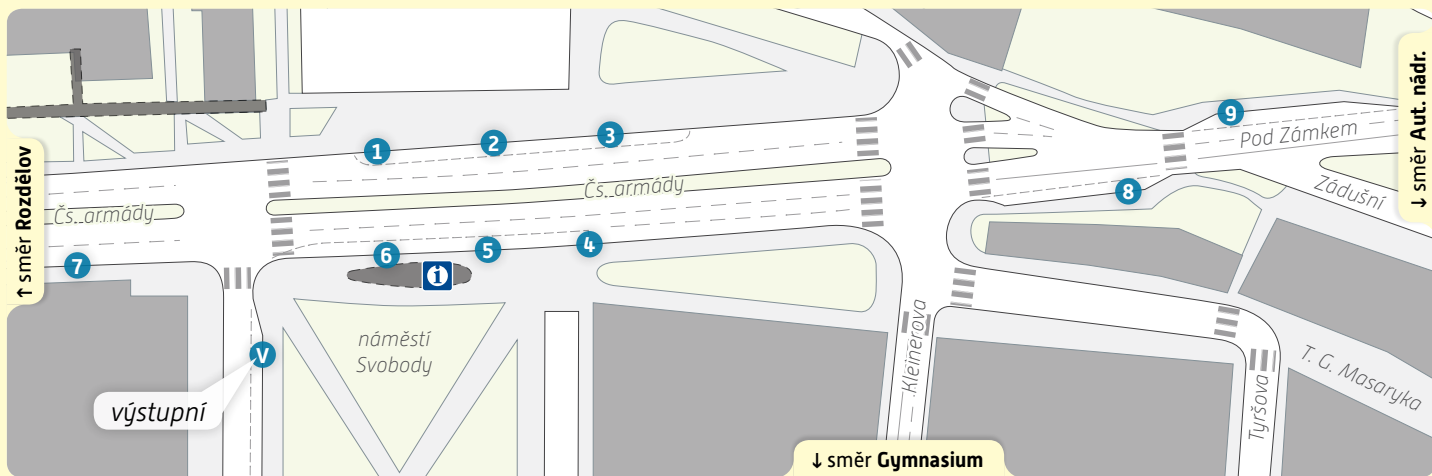 1
2
3
9
Pod Zámkem
↓ směr Aut. nádr.
↑ směr Rozdělov
Čs. armády
Čs. armády
8
Zádušní
7
6
5
4
i
náměstí
Svobody
V
výstupní
Kleinerova
Tyršova
T. G. Masaryka
↓ směr Gymnasium